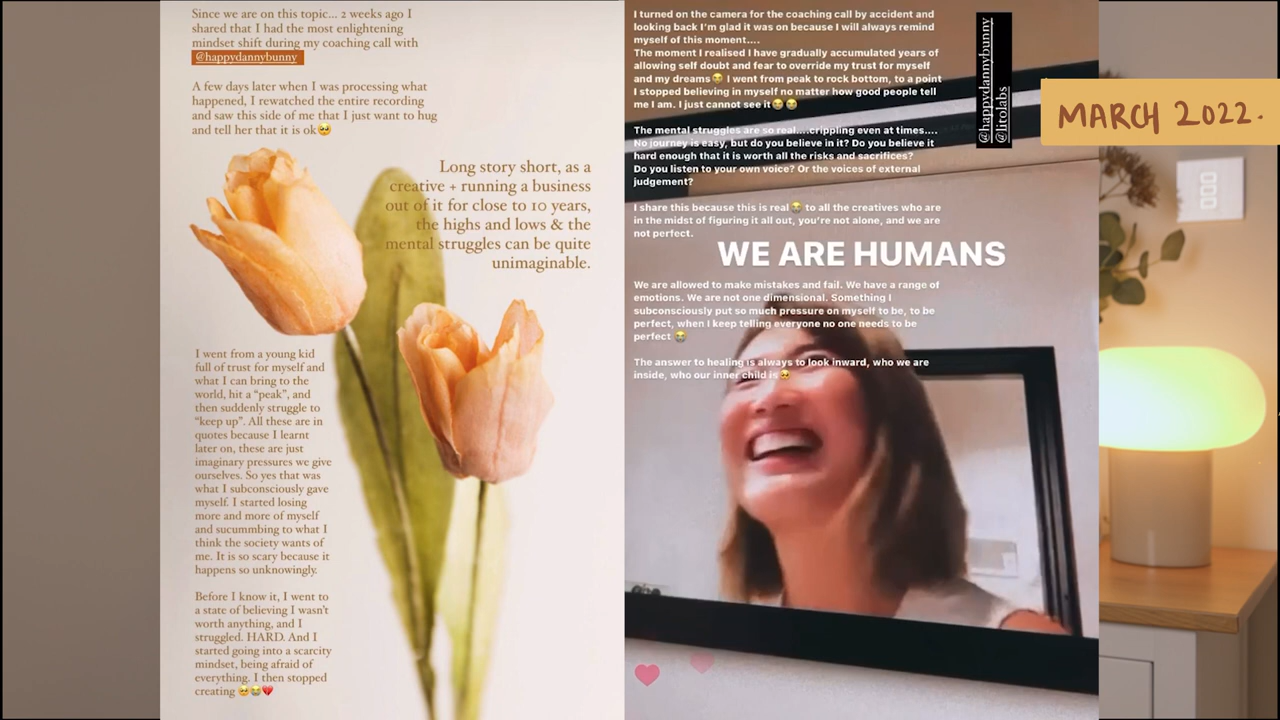 Since we are on this topic... 2 weeks ago I
shared that I had the most enlightening
mindset shift during my coaching call with
@happydannybunny
A few days later when I was processing what
happened, I rewatched the entire recording
and saw this side of me that I just want to hug
and tell her that it is ok🥺
Long story short, as a
creative + running a business
out of it for close to 10 years,
the highs and lows & the
mental struggles can be quite
unimaginable.
I went from a young kid
full of trust for myself and
what I can bring to the
world, hit a “peak”, and
then suddenly struggle to
“keep up”. All these are in
quotes because I learnt
later on, these are just
imaginary pressures we give
ourselves. So yes that was
what I subconsciously gave
myself. I started losing
more and more of myself
and sucummbing to what I
think the society wants of
me. It is so scary because it
happens so unknowingly.
Before I know it, I went to
a state of believing I wasn’t
worth anything, and I
struggled. HARD. And I
started going into a scarcity
mindset, being afraid of
everything. I then stopped
creating 🥺😭💔
I turned on the camera for the coaching call by accident and
looking back I’m glad it was on because I will always remind
myself of this moment....
The moment I realised I have gradually accumulated years of
allowing self doubt and fear to override my trust for myself
and my dreams😭 I went from peak to rock bottom, to a point
I stopped believing in myself no matter how good people tell
me I am. I just cannot see it😭😭
The mental struggles are so real....crippling even at times....
No journey is easy, but do you believe in it? Do you believe it
hard enough that it is worth all the risks and sacrifices?
Do you listen to your own voice? Or the voices of external
judgement?
I share this because this is real😭 to all the creatives who are
in the midst of figuring it all out, you’re not alone, and we are
not perfect.
WE ARE HUMANS
We are allowed to make mistakes and fail. We have a range of
emotions. We are not one dimensional. Something I
subconsciously put so much pressure on myself to be, to be
perfect, when I keep telling everyone no one needs to be
perfect 😭
The answer to healing is always to look inward, who we are
inside, who our inner child is🥺
@happydannybunny
@litolabs
MARCH 2022.